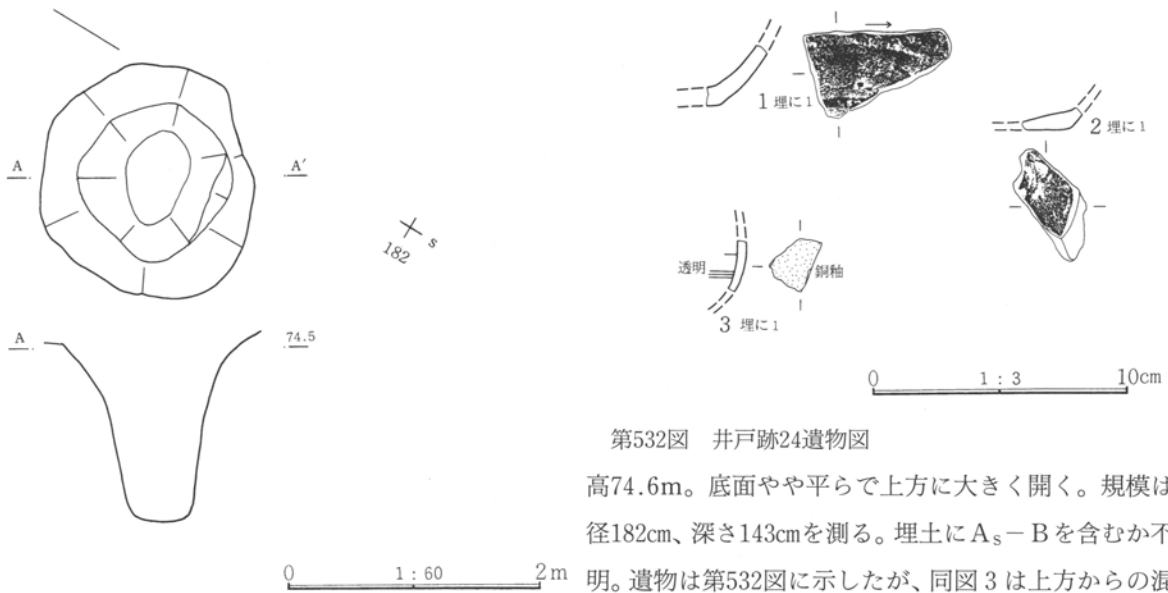 A
A′
182
s
A
74.5
0
1：60
2m
1 埋に1
2 埋に1
透明
銅釉
3 埋に1
0
1：3
10cm
第532図　井戸跡24遺物図
高74.6m。底面やや平らで上方に大きく開く。規模は
径182cm、深さ143cmを測る。埋土にAs－Bを含むか不
明。遺物は第532図に示したが、同図3は上方からの混